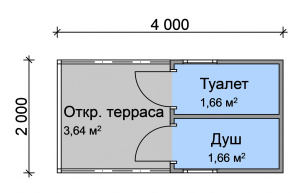 4 000
2 000
Туалет
1,66 м²
Откр. терраса
3,64 м²
Душ
1,66 м²